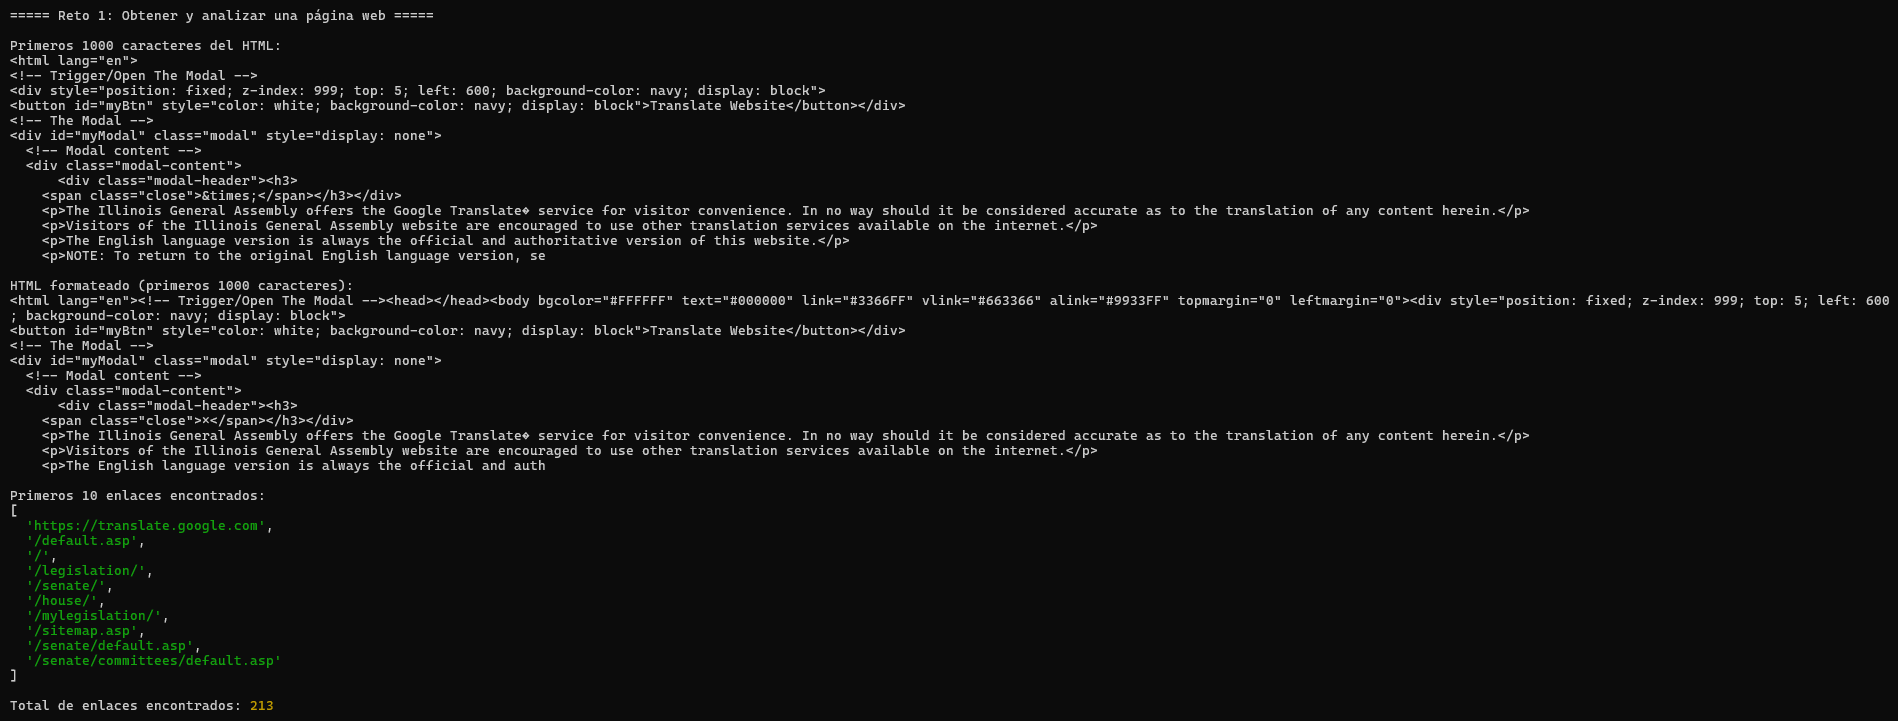 ===== Reto 1: Obtener y analizar una página web =====

Primeros 1000 caracteres del HTML:
<html lang="en">
<!-- Trigger/Open The Modal -->
<div style="position: fixed; z-index: 999; top: 5; left: 600; background-color: navy; display: block">
<button id="myBtn" style="color: white; background-color: navy; display: block">Translate Website</button></div>
<!-- The Modal -->
<div id="myModal" class="modal" style="display: none">
  <!-- Modal content -->
  <div class="modal-content">
      <div class="modal-header"><h3>
    <span class="close">&times;</span></h3></div>
    <p>The Illinois General Assembly offers the Google Translate� service for visitor convenience. In no way should it be considered accurate as to the translation of any content herein.</p>
    <p>Visitors of the Illinois General Assembly website are encouraged to use other translation services available on the internet.</p>
    <p>The English language version is always the official and authoritative version of this website.</p>
    <p>NOTE: To return to the original English language version, se

HTML formateado (primeros 1000 caracteres):
<html lang="en"><!-- Trigger/Open The Modal --><head></head><body bgcolor="#FFFFFF" text="#000000" link="#3366FF" vlink="#663366" alink="#9933FF" topmargin="0" leftmargin="0"><div style="position: fixed; z-index: 999; top: 5; left: 600
; background-color: navy; display: block">
<button id="myBtn" style="color: white; background-color: navy; display: block">Translate Website</button></div>
<!-- The Modal -->
<div id="myModal" class="modal" style="display: none">
  <!-- Modal content -->
  <div class="modal-content">
      <div class="modal-header"><h3>
    <span class="close">×</span></h3></div>
    <p>The Illinois General Assembly offers the Google Translate� service for visitor convenience. In no way should it be considered accurate as to the translation of any content herein.</p>
    <p>Visitors of the Illinois General Assembly website are encouraged to use other translation services available on the internet.</p>
    <p>The English language version is always the official and auth

Primeros 10 enlaces encontrados:
[
  'https://translate.google.com',
  '/default.asp',
  '/',
  '/legislation/',
  '/senate/',
  '/house/',
  '/mylegislation/',
  '/sitemap.asp',
  '/senate/default.asp',
  '/senate/committees/default.asp'
]

Total de enlaces encontrados: 213